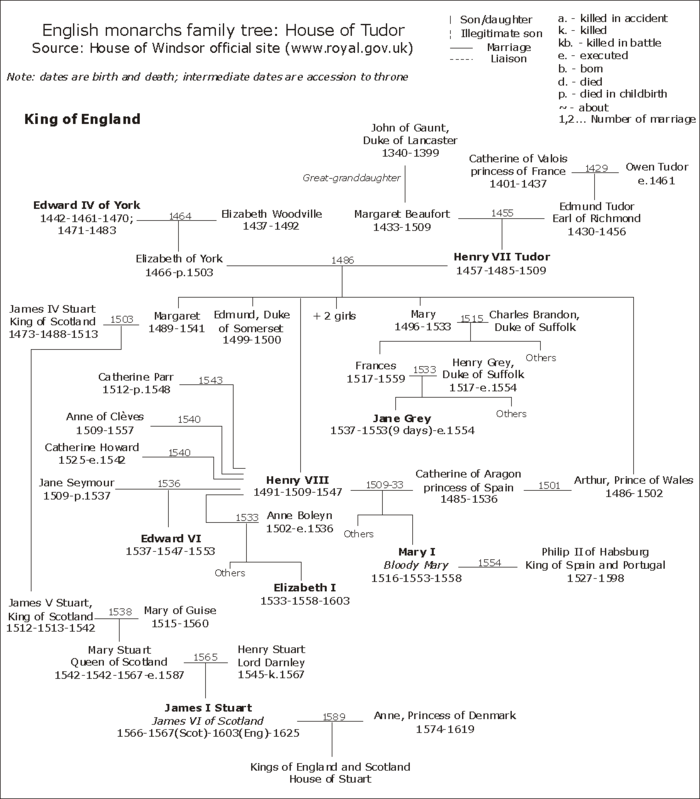 English monarchs family tree: House of Tudor
Source: House of Windsor official site (www.royal.gov.uk)
Note: dates are birth and death; intermediate dates are accession to throne
Son/daughter
Illegitimate son
Marriage
Liaison
a. - killed in accident
k. - killed
kb. - killed in battle
e. - executed
b. - born
d. - died
p. - died in childbirth
~ - about
1,2... Number of marriage
King of England
John of Gaunt,
Duke of Lancaster
1340-1399
Great-granddaughter
Catherine of Valois
princess of France
1401-1437
1429
Owen Tudor
e.1461
Edward IV of York
1442-1461-1470;
1471-1483
1464
Elizabeth Woodville
1437-1492
Margaret Beaufort
1433-1509
1455
Edmund Tudor
Earl of Richmond
1430-1456
Elizabeth of York
1466-p.1503
1486
Henry VII Tudor
1457-1485-1509
James IV Stuart
King of Scotland
1473-1488-1513
1503
Margaret
1489-1541
Edmund, Duke
of Somerset
1499-1500
+ 2 girls
Mary
1496-1533
1515
Charles Brandon,
Duke of Suffolk
Others
Frances
1517-1559
1533
Henry Grey,
Duke of Suffolk
1517-e.1554
Others
Jane Grey
1537-1553(9 days)-e.1554
Catherine Parr
1512-p.1548
1543
Anne of Clèves
1509-1557
1540
Catherine Howard
1525-e.1542
1540
Jane Seymour
1509-p.1537
1536
Henry VIII
1491-1509-1547
1509-33
Catherine of Aragon
princess of Spain
1485-1536
1501
Arthur, Prince of Wales
1486-1502
1533
Anne Boleyn
1502-e.1536
Others
Edward VI
1537-1547-1553
Others
Elizabeth I
1533-1558-1603
Mary I
Bloody Mary
1516-1553-1558
1554
Philip II of Habsburg
King of Spain and Portugal
1527-1598
James V Stuart,
King of Scotland
1512-1513-1542
1538
Mary of Guise
1515-1560
Mary Stuart
Queen of Scotland
1542-1542-1567-e.1587
1565
Henry Stuart
Lord Darnley
1545-k.1567
James I Stuart
James VI of Scotland
1566-1567(Scot)-1603(Eng)-1625
1589
Anne, Princess of Denmark
1574-1619
Kings of England and Scotland
House of Stuart